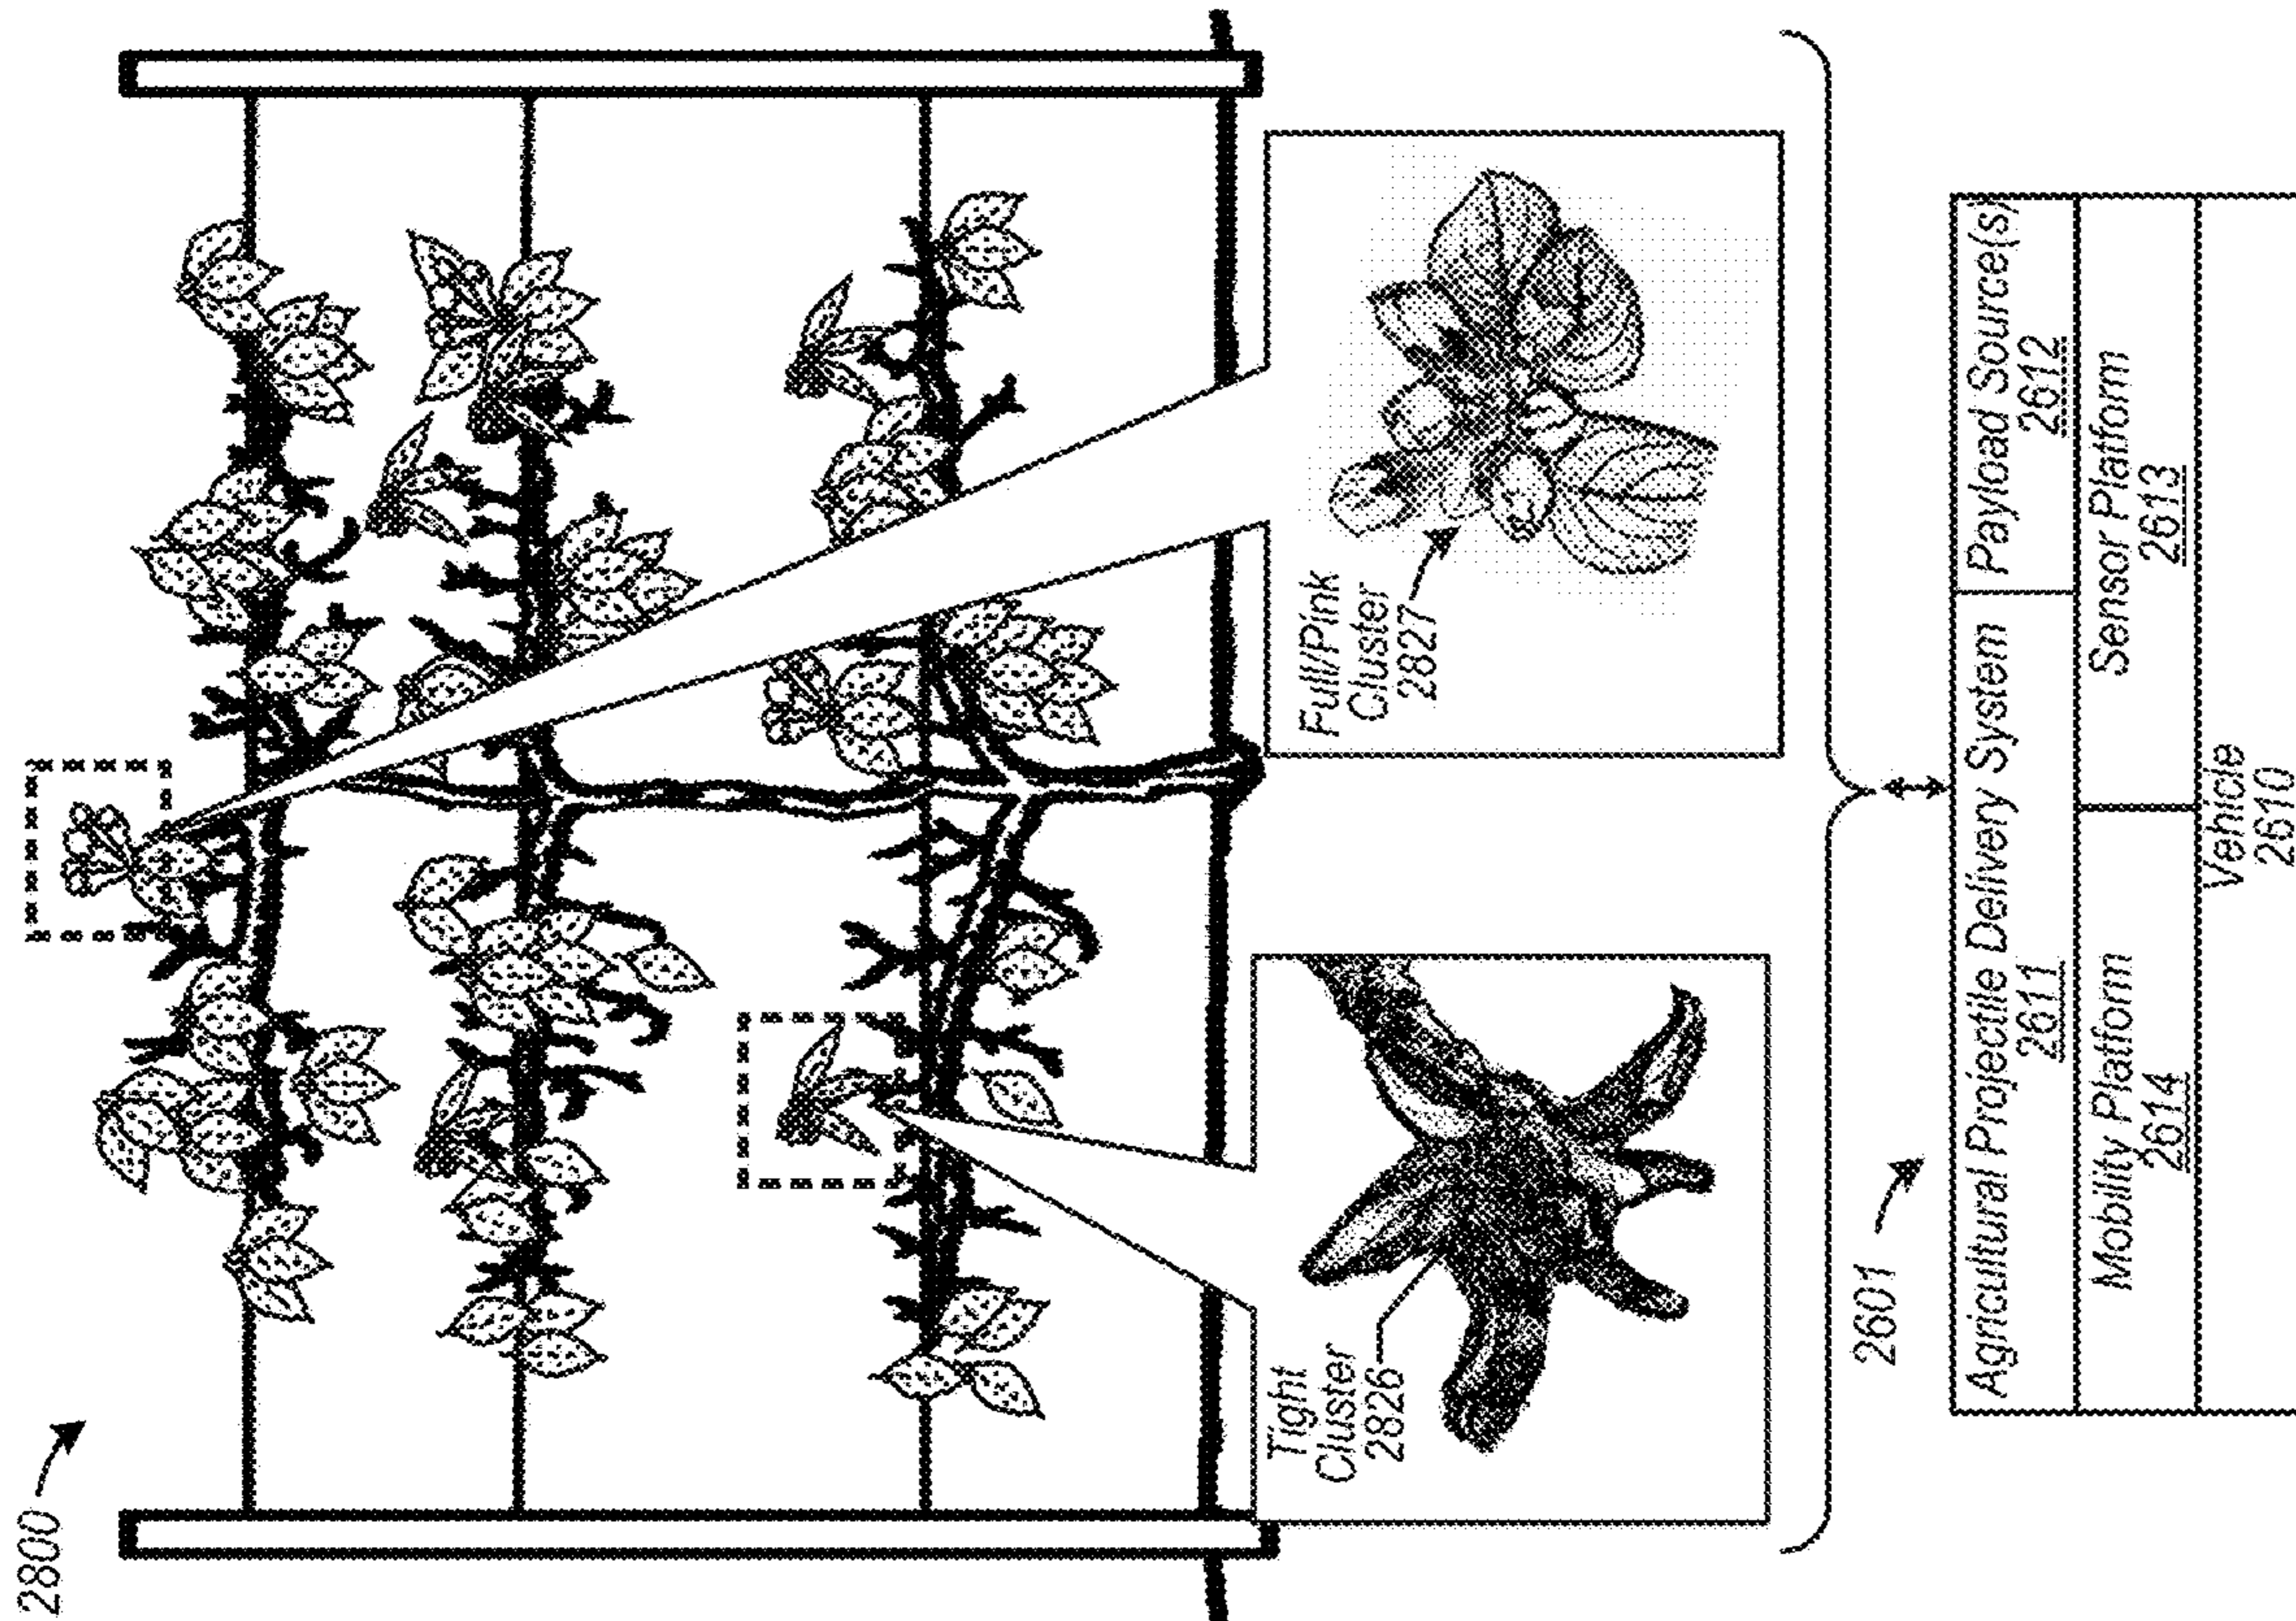 2800
Tight
Cluster
2826
Full/Pink
Cluster
2827
2601
Agricultural Projectile Delivery System
2611
Payload Source(s)
2612
Mobility Platform
2614
Sensor Platform
2613
Vehicle
2610